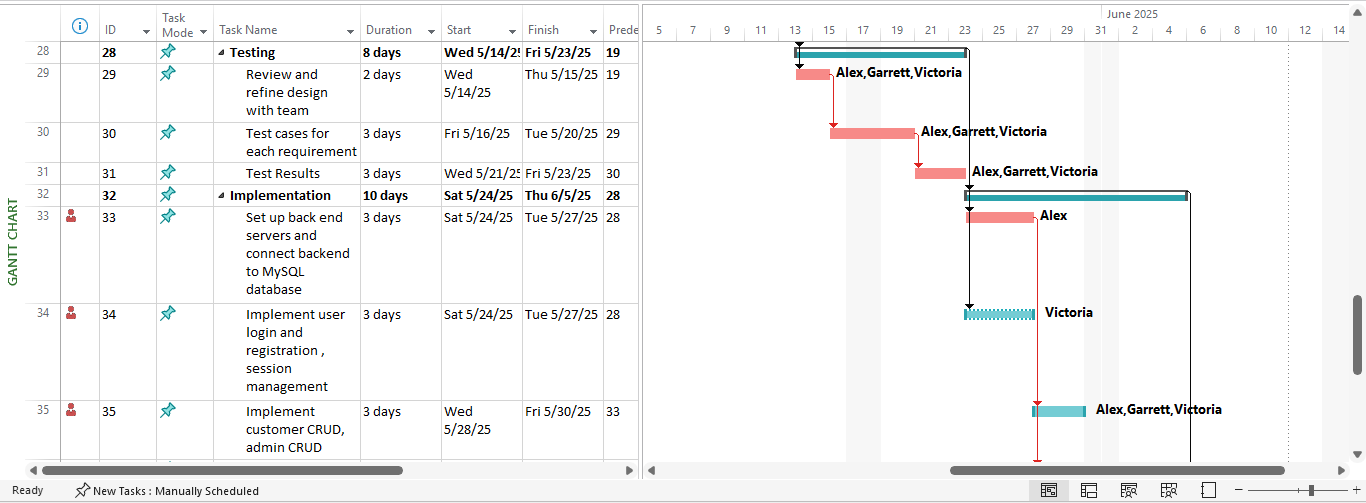 June 2025
ID Task Mode Task Name Duration Start Finish Prede
5 7 9 11 13 15 17 19 21 23 25 27 29 31 2 4 6 8 10 12 14
28 28 Testing 8 days Wed 5/14/25 Fri 5/23/25 19
29 29 Review and 2 days Wed Thu 5/15/25 19 Alex,Garrett,Victoria
refine design 5/14/25
with team
30 30 Test cases for 3 days Fri 5/16/25 Tue 5/20/25 29 Alex,Garrett,Victoria
each requirement
31 31 Test Results 3 days Wed 5/21/25 Fri 5/23/25 30 Alex,Garrett,Victoria
32 32 Implementation 10 days Sat 5/24/25 Thu 6/5/25 28
33 33 Set up back end 3 days Sat 5/24/25 Tue 5/27/25 28 Alex
servers and
connect backend
to MySQL
database
34 34 Implement user 3 days Sat 5/24/25 Tue 5/27/25 28 Victoria
login and
registration ,
session
management
35 35 Implement 3 days Wed Fri 5/30/25 33 Alex,Garrett,Victoria
customer CRUD, 5/28/25
admin CRUD
GANTT CHART
Ready New Tasks : Manually Scheduled